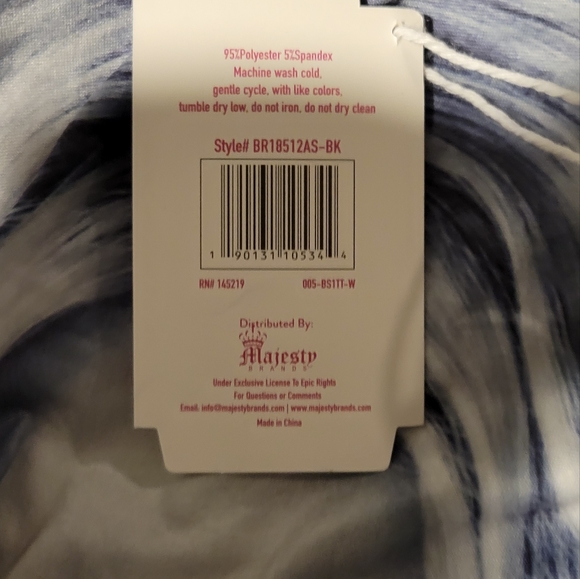 95%Polyester 5%Spandex
Machine wash cold,
gentle cycle, with like colors,
tumble dry low, do not iron, do not dry clean
Style# BR18512AS-BK
1 90131 10534 4
RN# 145219 005-BS1TT-W
Distributed By:
Majesty
BRANDS
Under Exclusive License To Epic Rights
For Questions or Comments
Email: info@majestybrands.com | www.majestybrands.com
Made in China